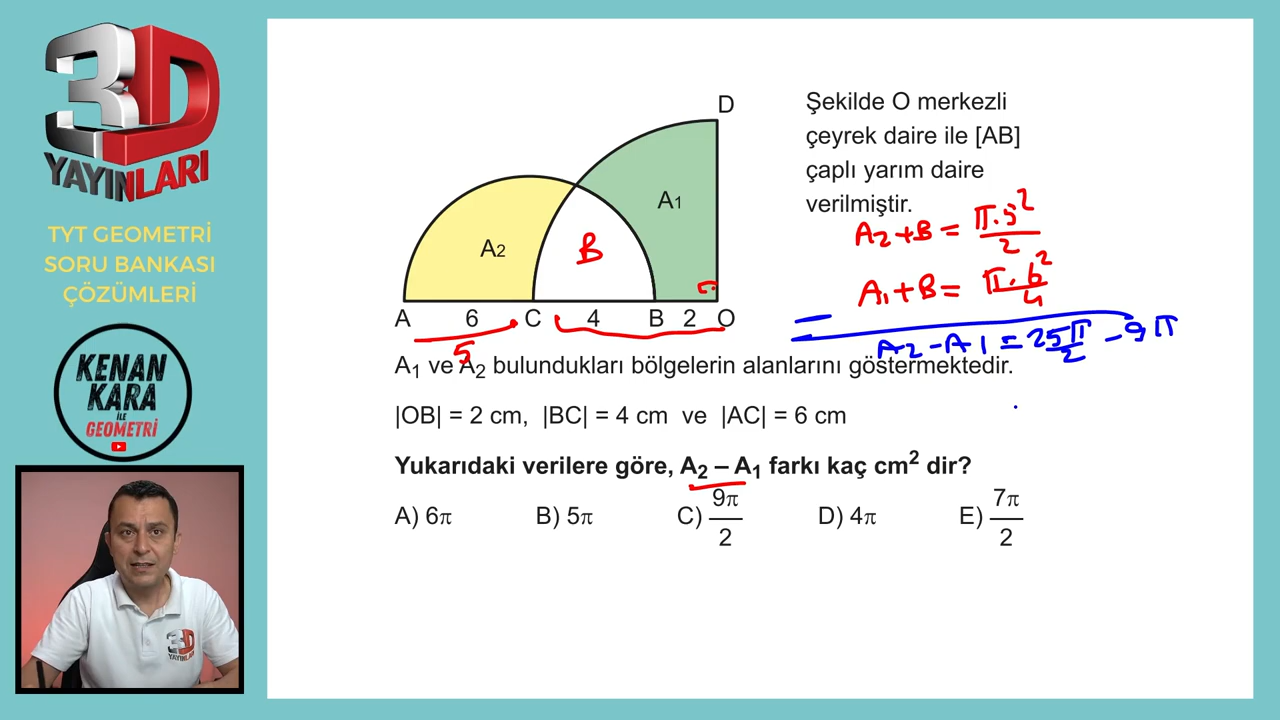 3D
YAYINLARI
TYT GEOMETRİ
SORU BANKASI
ÇÖZÜMLERİ
KENAN
KARA
İLE
GEOMETRİ
3D
YAYINLARI
D
A1
A2
B
A 6 C 4 B 2 O
5
Şekilde O merkezli
çeyrek daire ile [AB]
çaplı yarım daire
verilmiştir.
A2+B = π.5²/2
A1+B = π.6²/4
A2-A1 = 25π/2 - 9π
A1 ve A2 bulundukları bölgelerin alanlarını göstermektedir.
|OB| = 2 cm, |BC| = 4 cm ve |AC| = 6 cm
Yukarıdaki verilere göre, A2 – A1 farkı kaç cm² dir?
A) 6π B) 5π C) 9π/2 D) 4π E) 7π/2